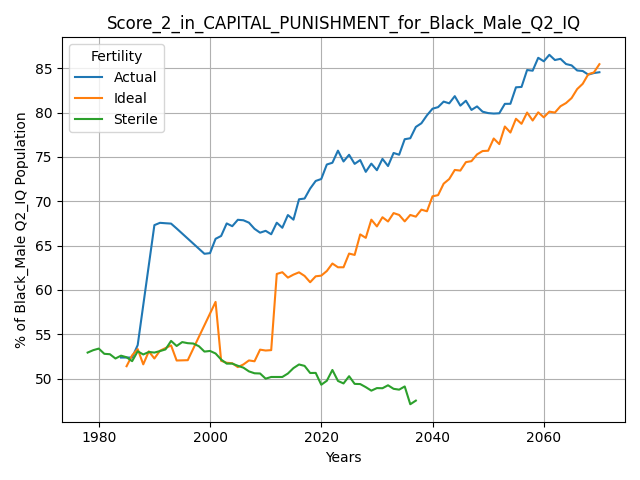 Score_2_in_CAPITAL_PUNISHMENT_for_Black_Male_Q2_IQ
Fertility
Actual
Ideal
Sterile
% of Black_Male Q2_IQ Population
85
80
75
70
65
60
55
50
1980
2000
2020
2040
2060
Years